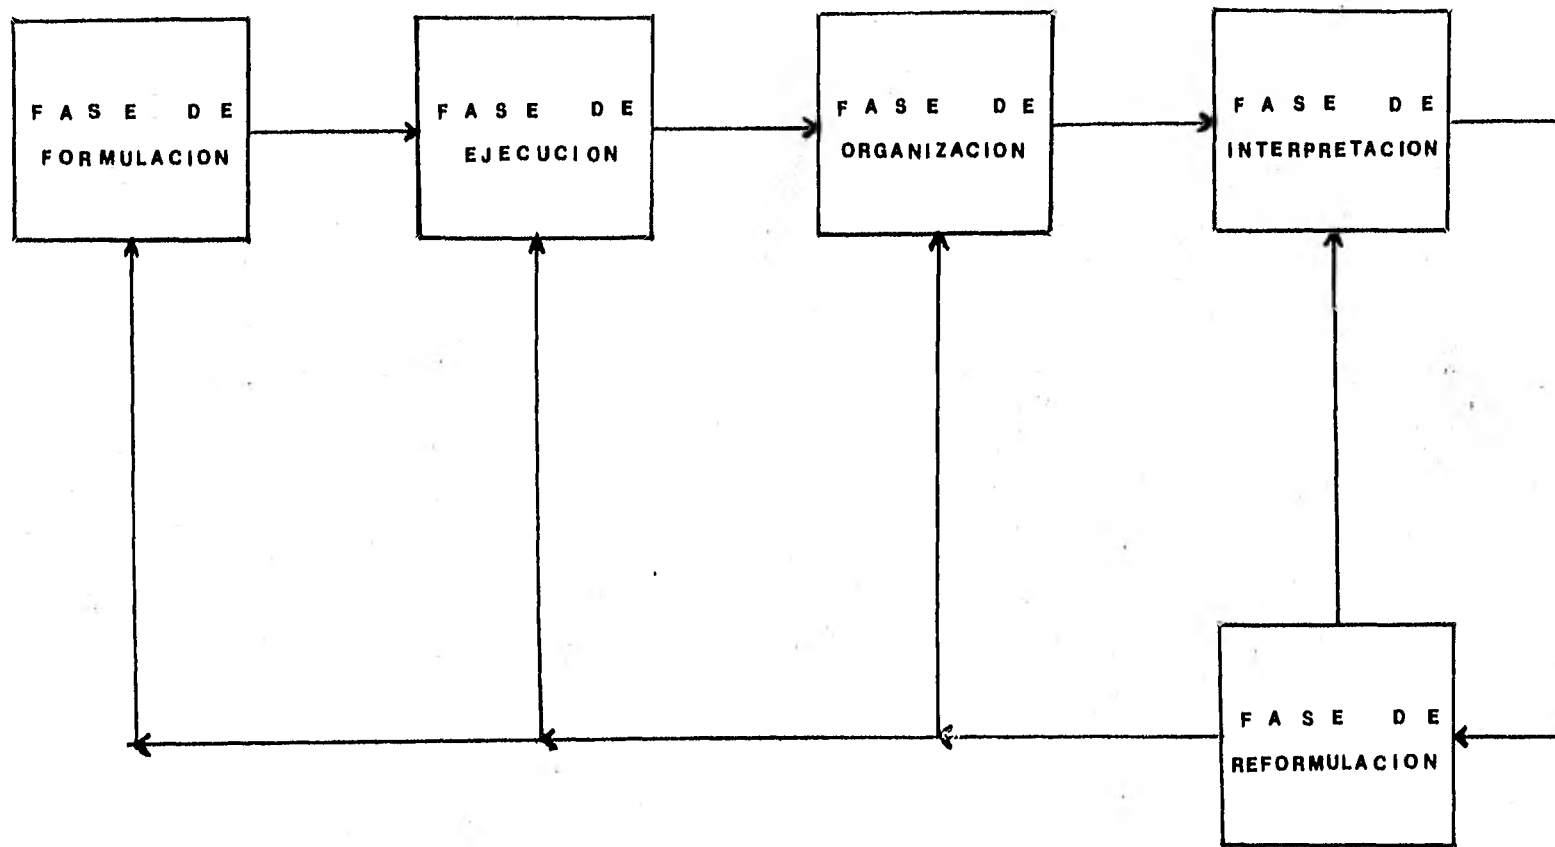 FASE DE
FORMULACION
FASE DE
EJECUCION
FASE DE
ORGANIZACION
FASE DE
INTERPRETACION
FASE DE
REFORMULACION